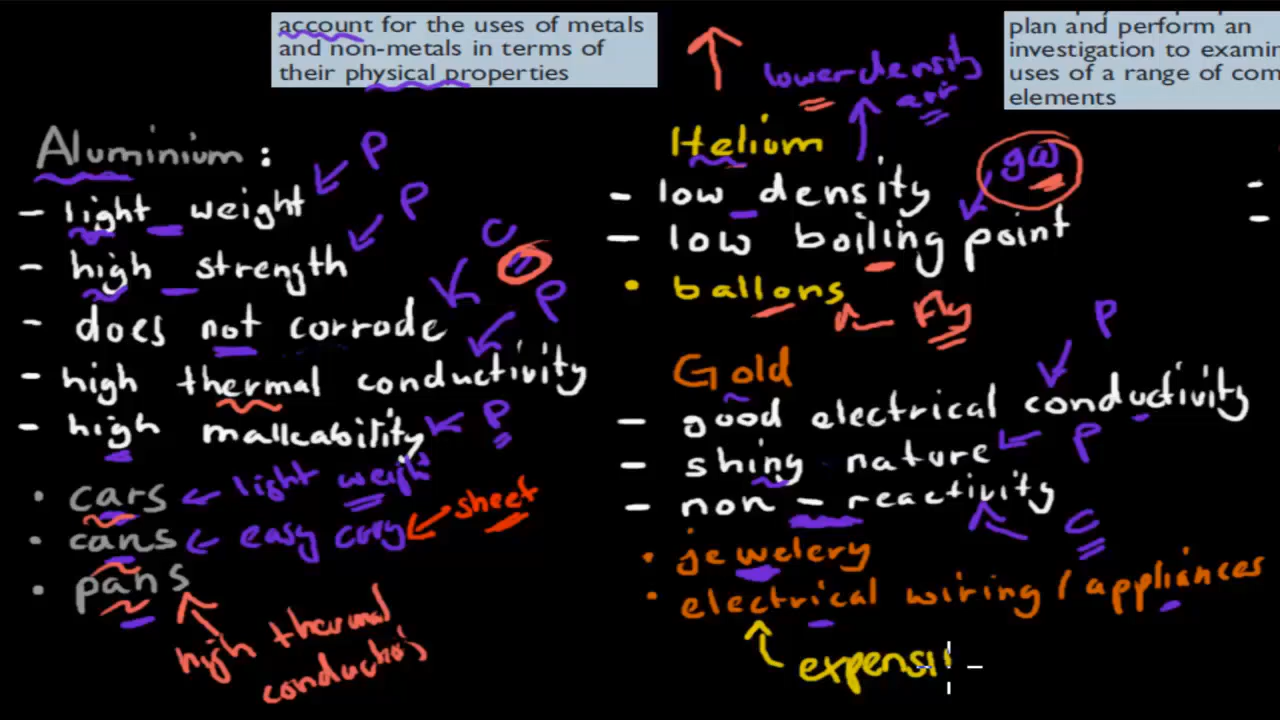 account for the uses of metals
and non-metals in terms of
their physical properties
plan and perform an
investigation to examin
uses of a range of com
elements
Aluminium :
P
- light weight
P
- high strength
C
- does not corrode
P
- high thermal conductivity
- high malleability
P
• cars
light weight
• cans
easy cary
sheet
• pans
high thermal
lower density
air
Helium
gas
- low density
- low boiling point
• ballons
fly
Gold
P
- good electrical conductivity
- shiny nature
P
- non - reactivity
C
• jewelery
• electrical wiring / appliances
expensi